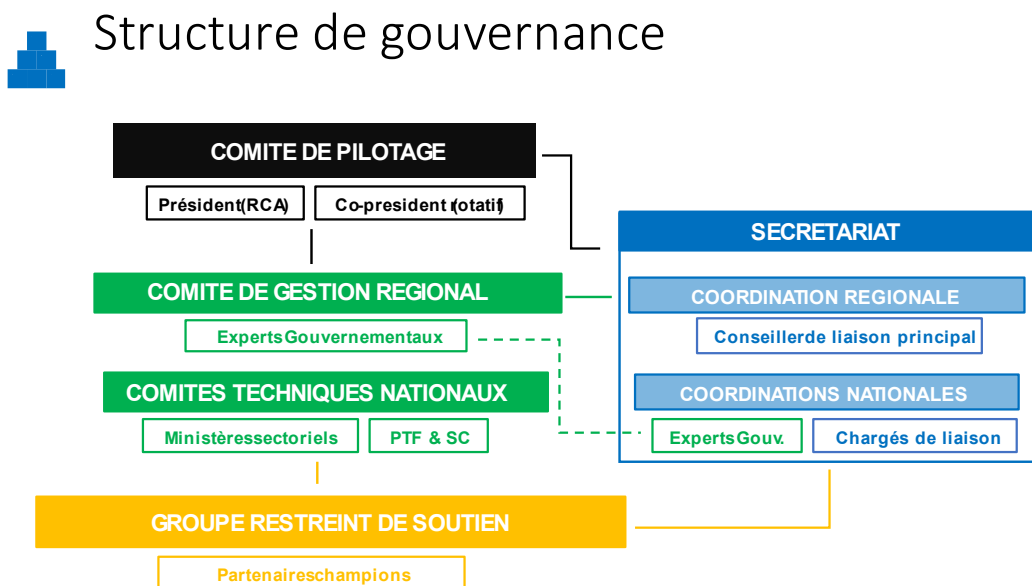 Structure de gouvernance
COMITE DE PILOTAGE
Président(RCA)
Co-president (rotatif)
SECRETARIAT
COMITE DE GESTION REGIONAL
COORDINATION REGIONALE
ExpertsGouvernementaux
Conseillerde liaison principal
COMITES TECHNIQUES NATIONAUX
COORDINATIONS NATIONALES
Ministèressectoriels
PTF & SC
ExpertsGouv.
Chargés de liaison
GROUPE RESTREINT DE SOUTIEN
Partenaireschampions